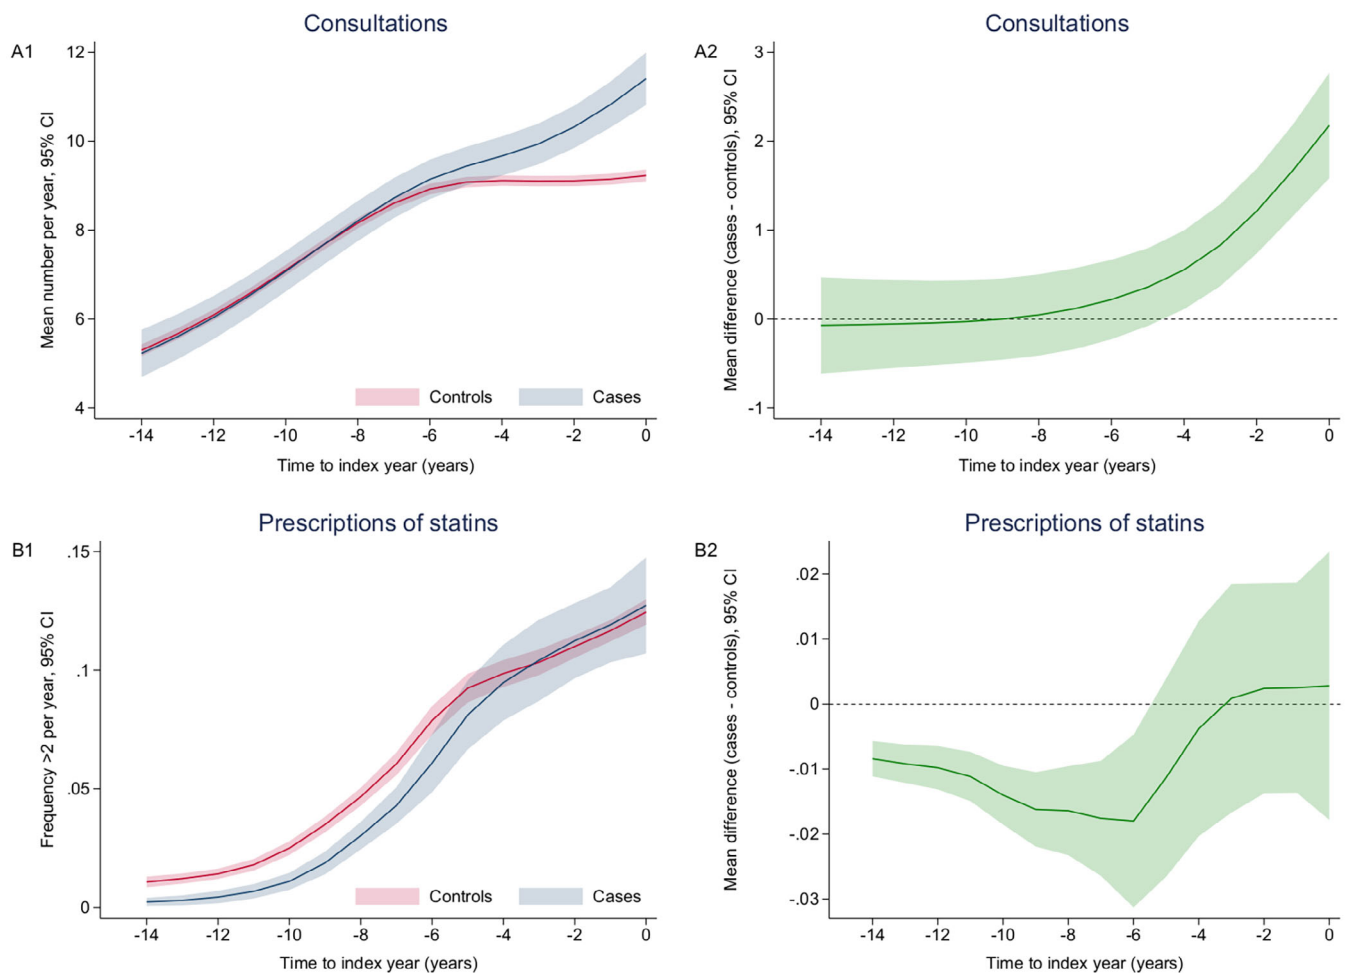 Consultations
A1
Mean number per year, 95% CI
12
10
8
6
4
Controls
Cases
-14 -12 -10 -8 -6 -4 -2 0
Time to index year (years)
Consultations
A2
Mean difference (cases - controls), 95% CI
3
2
1
0
-1
-14 -12 -10 -8 -6 -4 -2 0
Time to index year (years)
Prescriptions of statins
B1
Frequency >2 per year, 95% CI
.15
.1
.05
0
Controls
Cases
-14 -12 -10 -8 -6 -4 -2 0
Time to index year (years)
Prescriptions of statins
B2
Mean difference (cases - controls), 95% CI
.02
.01
0
-.01
-.02
-.03
-14 -12 -10 -8 -6 -4 -2 0
Time to index year (years)